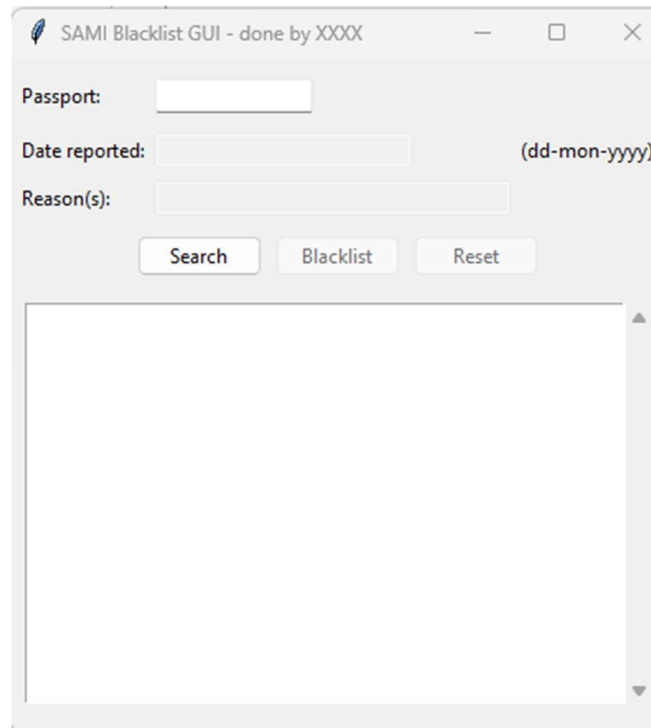 SAMI Blacklist GUI - done by XXXX
Passport:
Date reported: (dd-mon-yyyy)
Reason(s):
Search Blacklist Reset